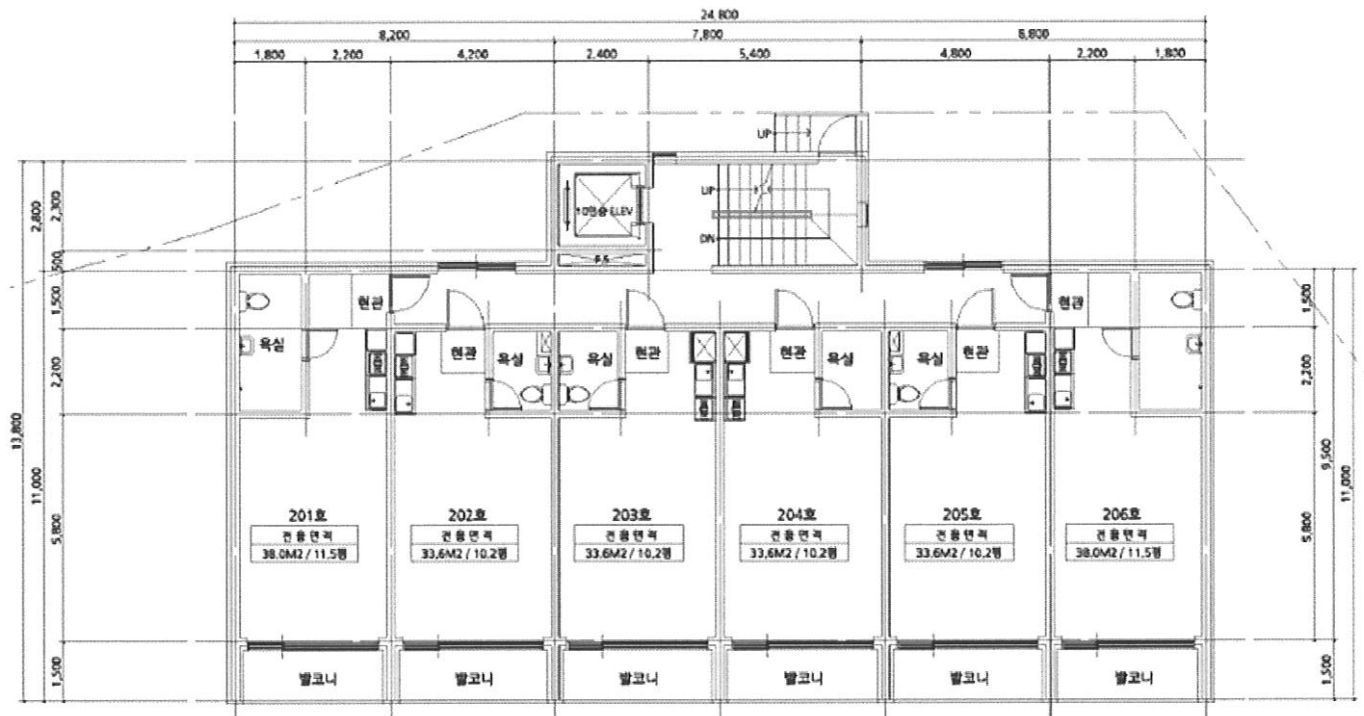 24,800
8,200 7,800 8,800
1,800 2,200 4,200 2,400 5,400 4,800 2,200 1,800
UP
2,800 2,300
UP
10인승 ELEV
DN
P.S
500
현관 현관
1,500 1,500
욕실 현관 욕실 욕실 현관 현관 욕실 욕실 현관
2,200 2,200
13,800 11,000 9,500 11,000
201호 202호 203호 204호 205호 206호
전용면적 전용면적 전용면적 전용면적 전용면적 전용면적
38.0M2 / 11.5평 33.6M2 / 10.2평 33.6M2 / 10.2평 33.6M2 / 10.2평 33.6M2 / 10.2평 38.0M2 / 11.5평
5,800 5,800
1,500 1,500
발코니 발코니 발코니 발코니 발코니 발코니